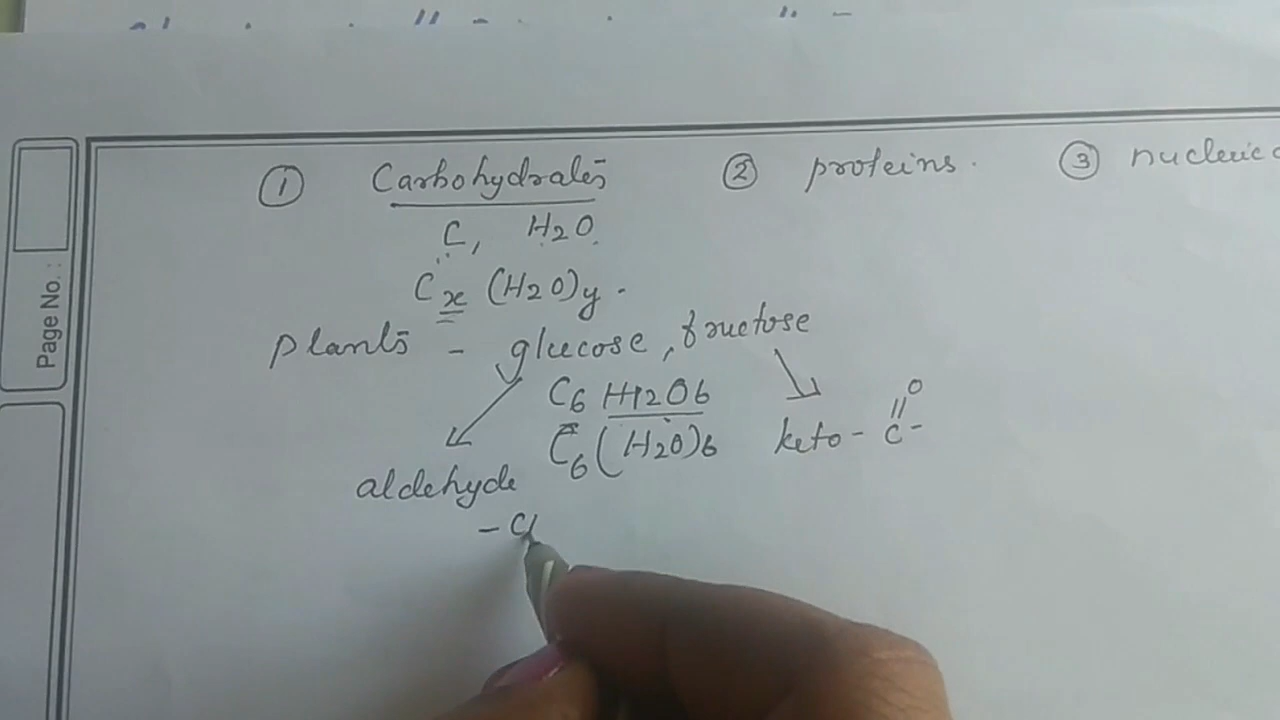 ① Carbohydrates ② proteins. ③ nucleic
C, H2O
Cx (H2O)y.
Page No.:
plants - glucose, fructose
C6 H12O6
C6(H2O)6 keto - C-
O
aldehyde
- C